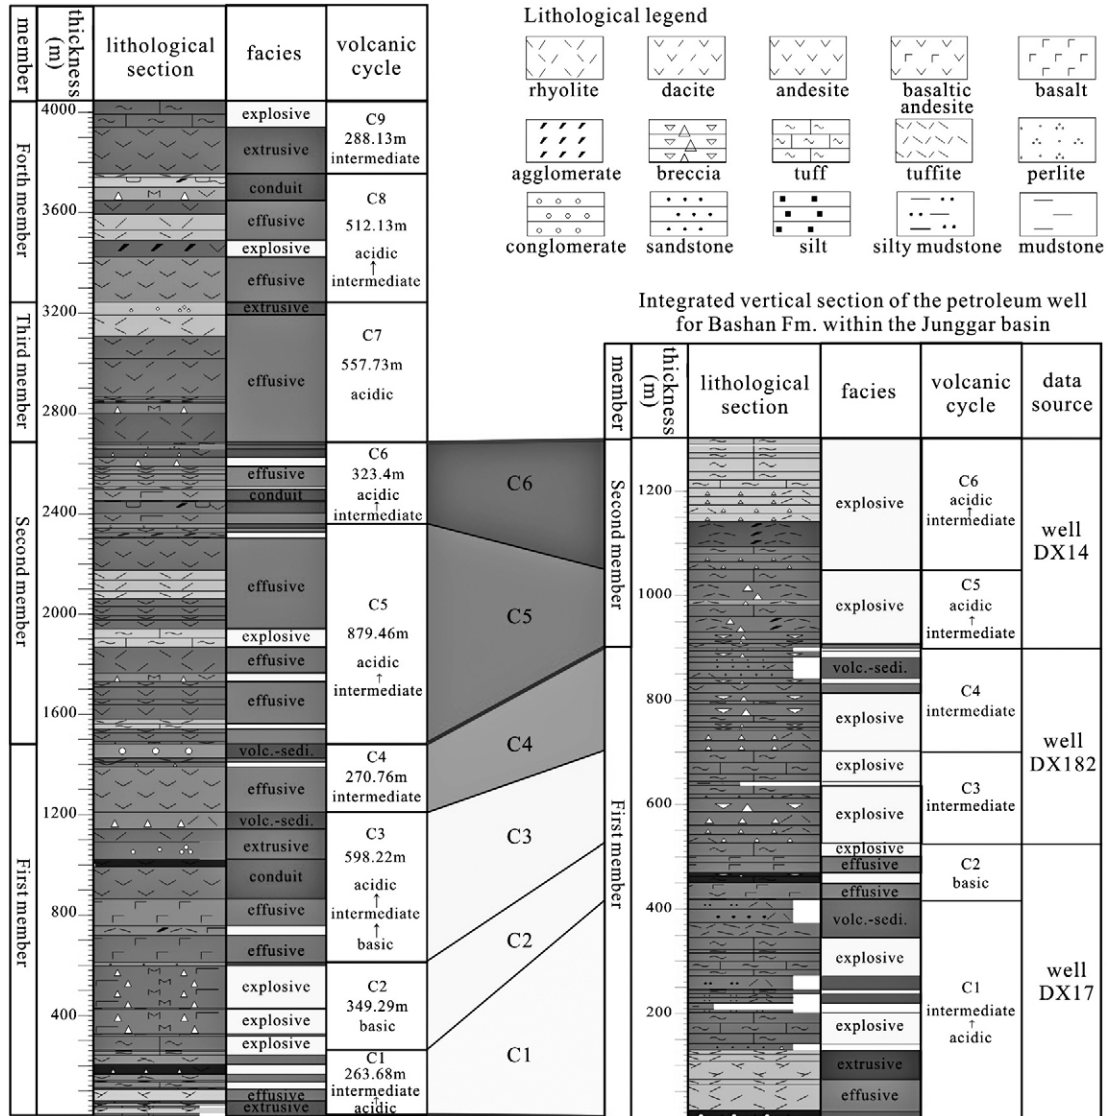 member
thickness
(m)
lithological
section
facies
volcanic
cycle
4000
3600
3200
2800
2400
2000
1600
1200
800
400
Forth member
Third member
Second member
First member
explosive
extrusive
conduit
effusive
explosive
effusive
extrusive
effusive
effusive
conduit
effusive
explosive
effusive
effusive
volc.-sedi.
effusive
volc.-sedi.
extrusive
conduit
effusive
effusive
explosive
explosive
explosive
effusive
extrusive
C9
288.13m
intermediate
C8
512.13m
acidic
↑
intermediate
C7
557.73m
acidic
C6
323.4m
acidic
↑
intermediate
C5
879.46m
acidic
↑
intermediate
C4
270.76m
intermediate
C3
598.22m
acidic
↑
intermediate
↑
basic
C2
349.29m
basic
C1
263.68m
intermediate
↑
acidic
C6
C5
C4
C3
C2
C1
Lithological legend
rhyolite
dacite
andesite
basaltic
andesite
basalt
agglomerate
breccia
tuff
tuffite
perlite
conglomerate
sandstone
silt
silty mudstone
mudstone
Integrated vertical section of the petroleum well
for Bashan Fm. within the Junggar basin
member
thickness
(m)
lithological
section
facies
volcanic
cycle
data
source
Second member
First member
1200
1000
800
600
400
200
explosive
explosive
volc.-sedi.
explosive
explosive
explosive
explosive
effusive
effusive
volc.-sedi.
explosive
explosive
extrusive
effusive
C6
acidic
↑
intermediate
C5
acidic
↑
intermediate
C4
intermediate
C3
intermediate
C2
basic
C1
intermediate
↑
acidic
well
DX14
well
DX182
well
DX17